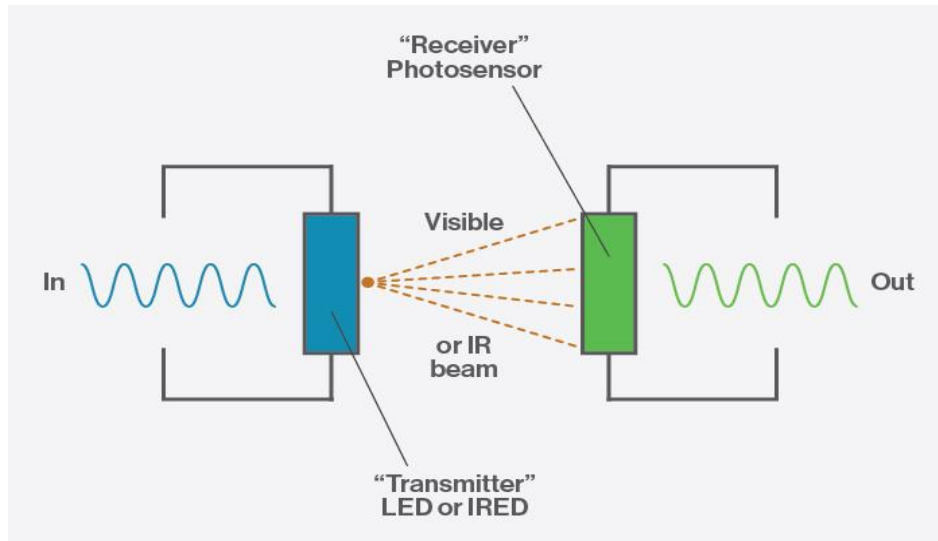 “Receiver”
Photosensor
Visible
In
Out
or IR
beam
“Transmitter”
LED or IRED